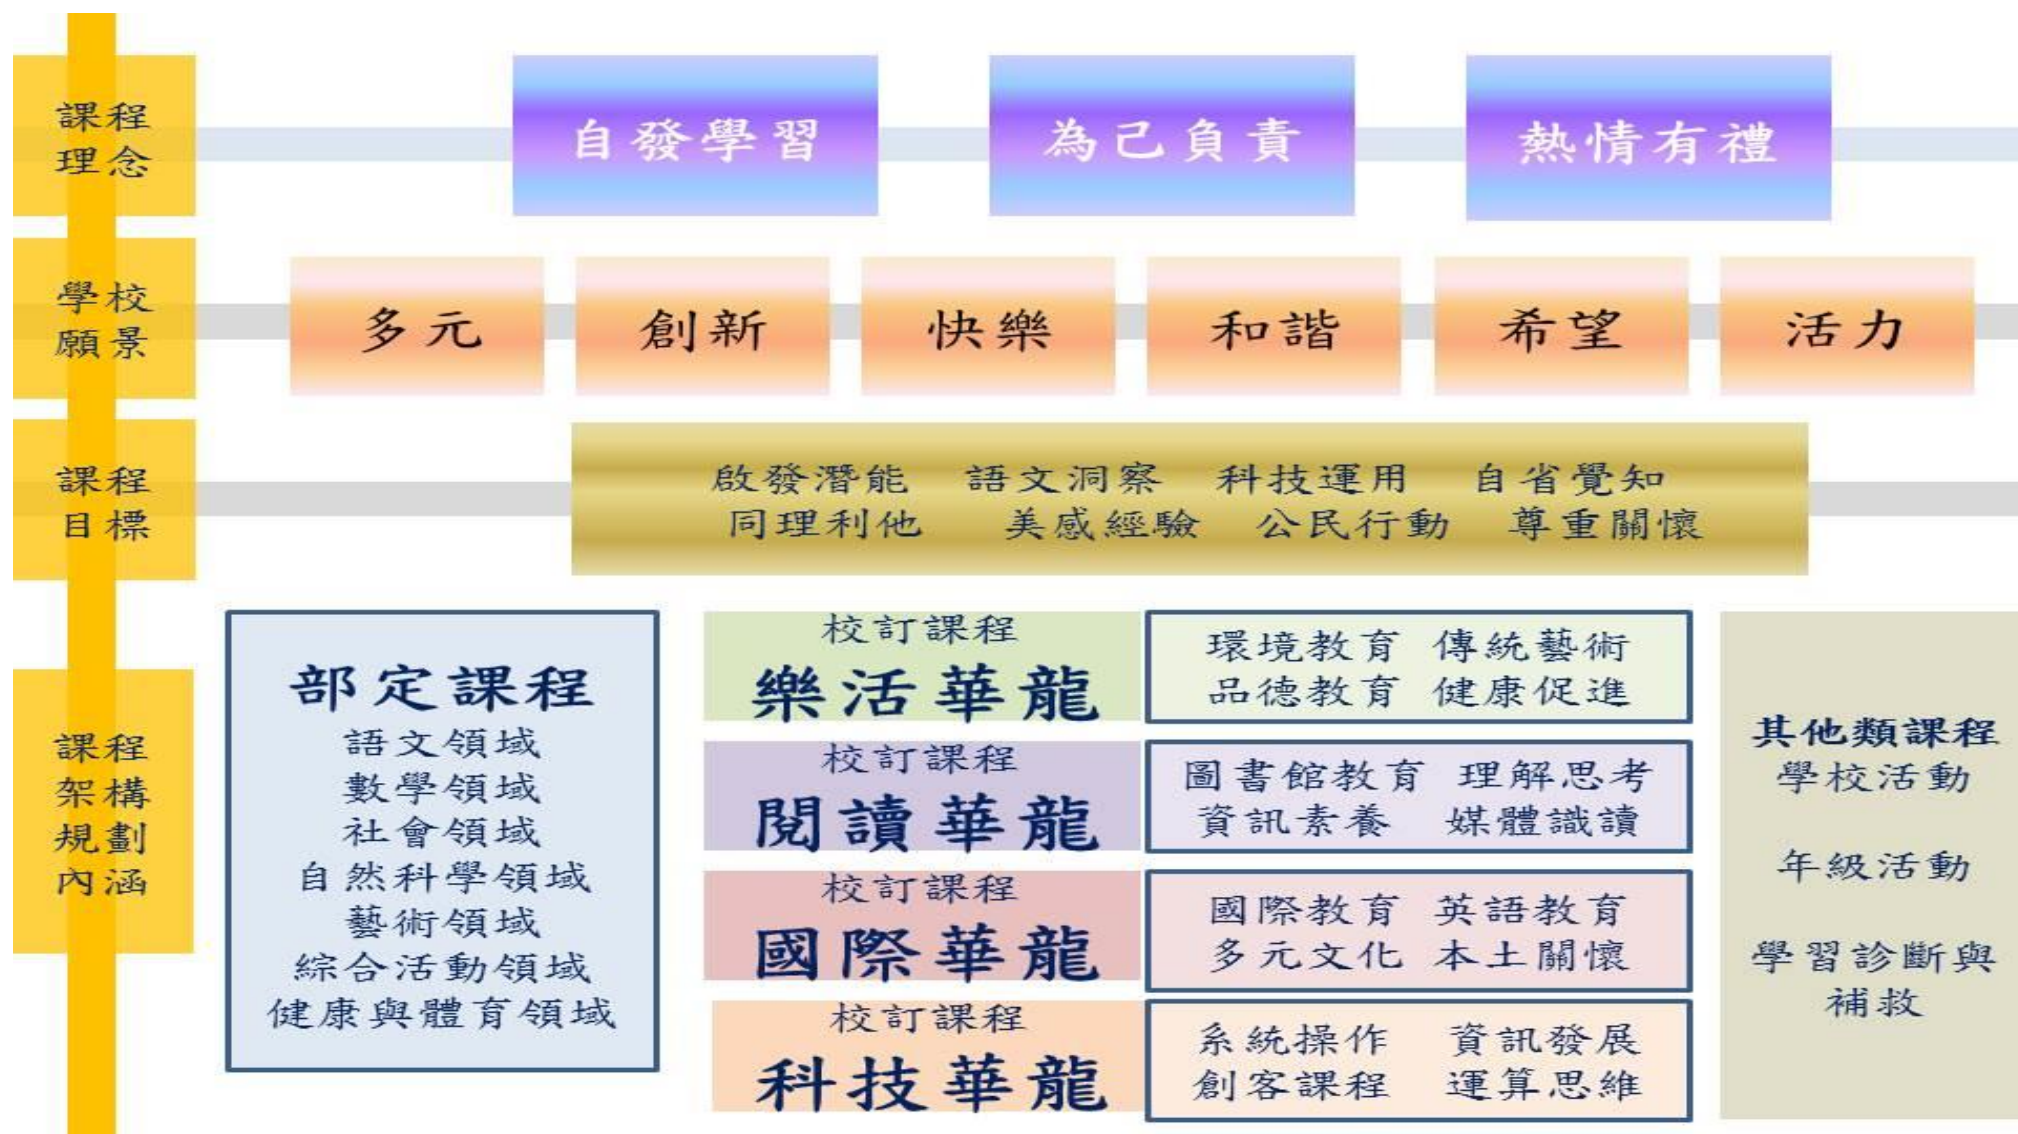 課程
理念
自發學習
為己負責
熱情有禮
學校
願景
多元
創新
快樂
和諧
希望
活力
課程
目標
啟發潛能 語文洞察 科技運用 自省覺知
同理利他 美感經驗 公民行動 尊重關懷
課程
架構
規劃
內涵
部定課程
語文領域
數學領域
社會領域
自然科學領域
藝術領域
綜合活動領域
健康與體育領域
校訂課程
樂活華龍
環境教育 傳統藝術
品德教育 健康促進
校訂課程
閱讀華龍
圖書館教育 理解思考
資訊素養 媒體識讀
校訂課程
國際華龍
國際教育 英語教育
多元文化 本土關懷
校訂課程
科技華龍
系統操作 資訊發展
創客課程 運算思維
其他類課程
學校活動
年級活動
學習診斷與
補救